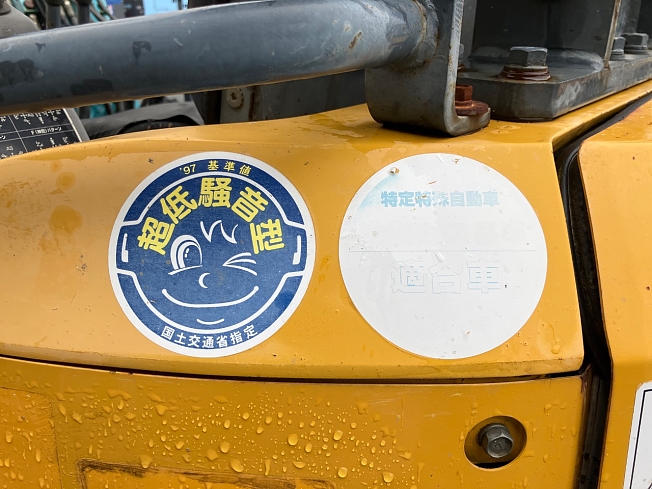 '97 基準値
超低騒音型
国土交通省指定
特定特殊自動車
適合車